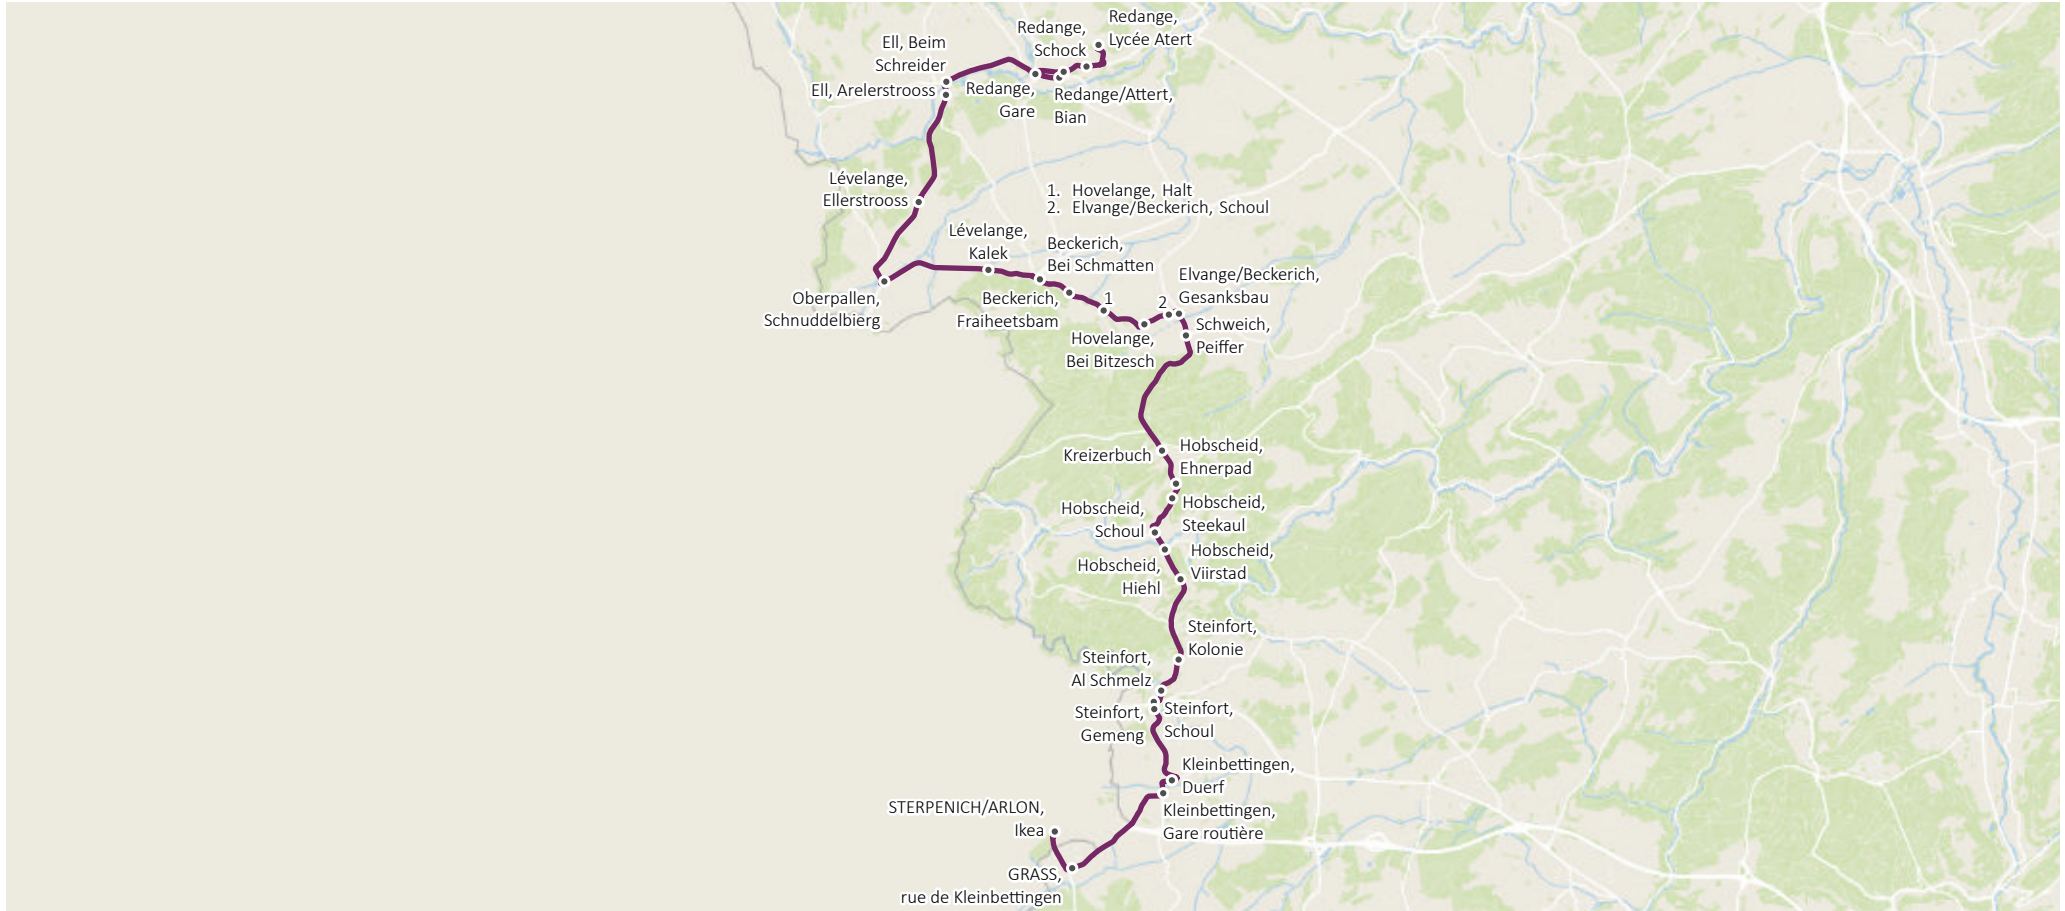 Redange,
Lycée Atert
Redange,
Schock
Ell, Beim
Schreider
Ell, Arelerstrooss
Redange,
Gare
Redange/Attert,
Bian
Lévelange,
Ellerstrooss
1. Hovelange, Halt
2. Elvange/Beckerich, Schoul
Lévelange,
Kalek
Beckerich,
Bei Schmatten
Elvange/Beckerich,
Gesanksbau
Oberpallen,
Schnuddelbierg
Beckerich,
Fraiheetsbam
1
2
Schweich,
Peiffer
Hovelange,
Bei Bitzesch
Kreizerbuch
Hobscheid,
Ehnerpad
Hobscheid,
Schoul
Hobscheid,
Steekaul
Hobscheid,
Viirstad
Hobscheid,
Hiehl
Steinfort,
Kolonie
Steinfort,
Al Schmelz
Steinfort,
Gemeng
Steinfort,
Schoul
Kleinbettingen,
Duerf
Kleinbettingen,
Gare routière
STERPENICH/ARLON,
Ikea
GRASS,
rue de Kleinbettingen